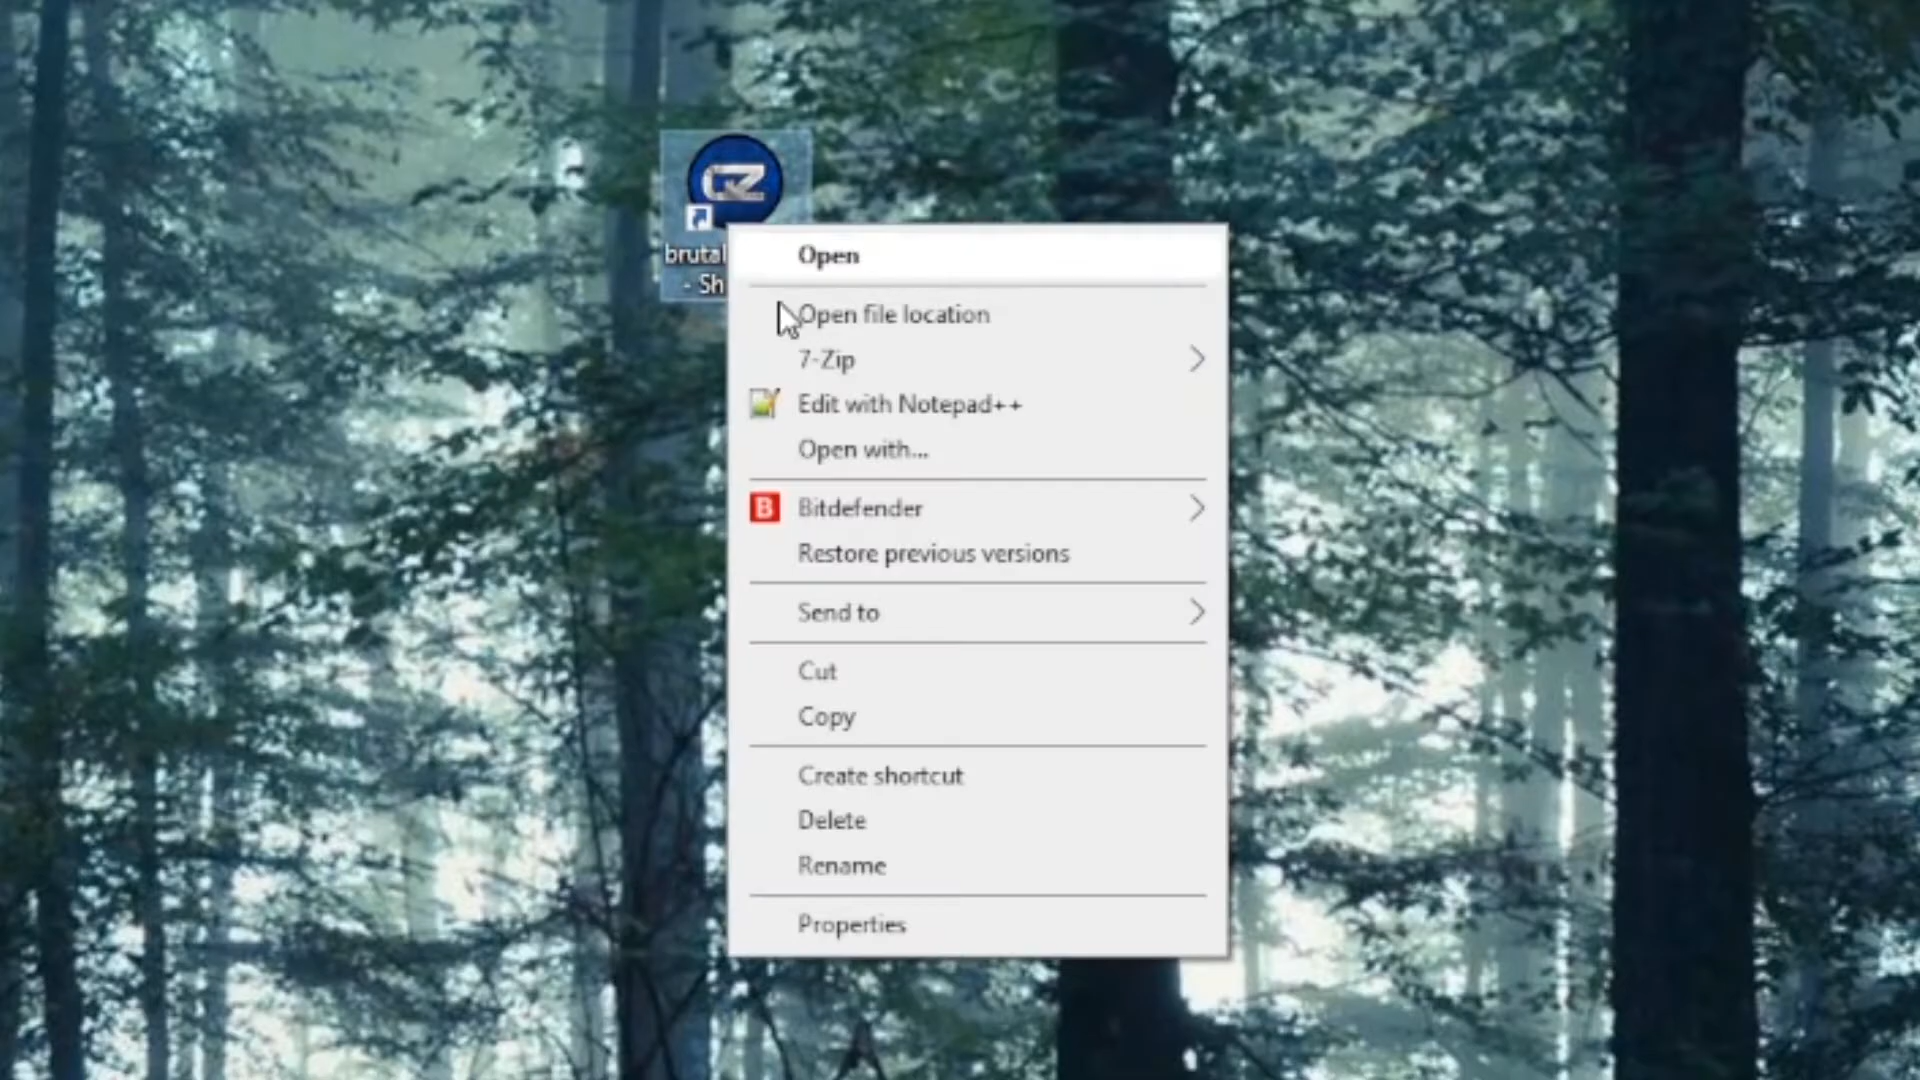 brutal
- Sh
Open
Open file location
7-Zip
Edit with Notepad++
Open with...
B Bitdefender
Restore previous versions
Send to
Cut
Copy
Create shortcut
Delete
Rename
Properties